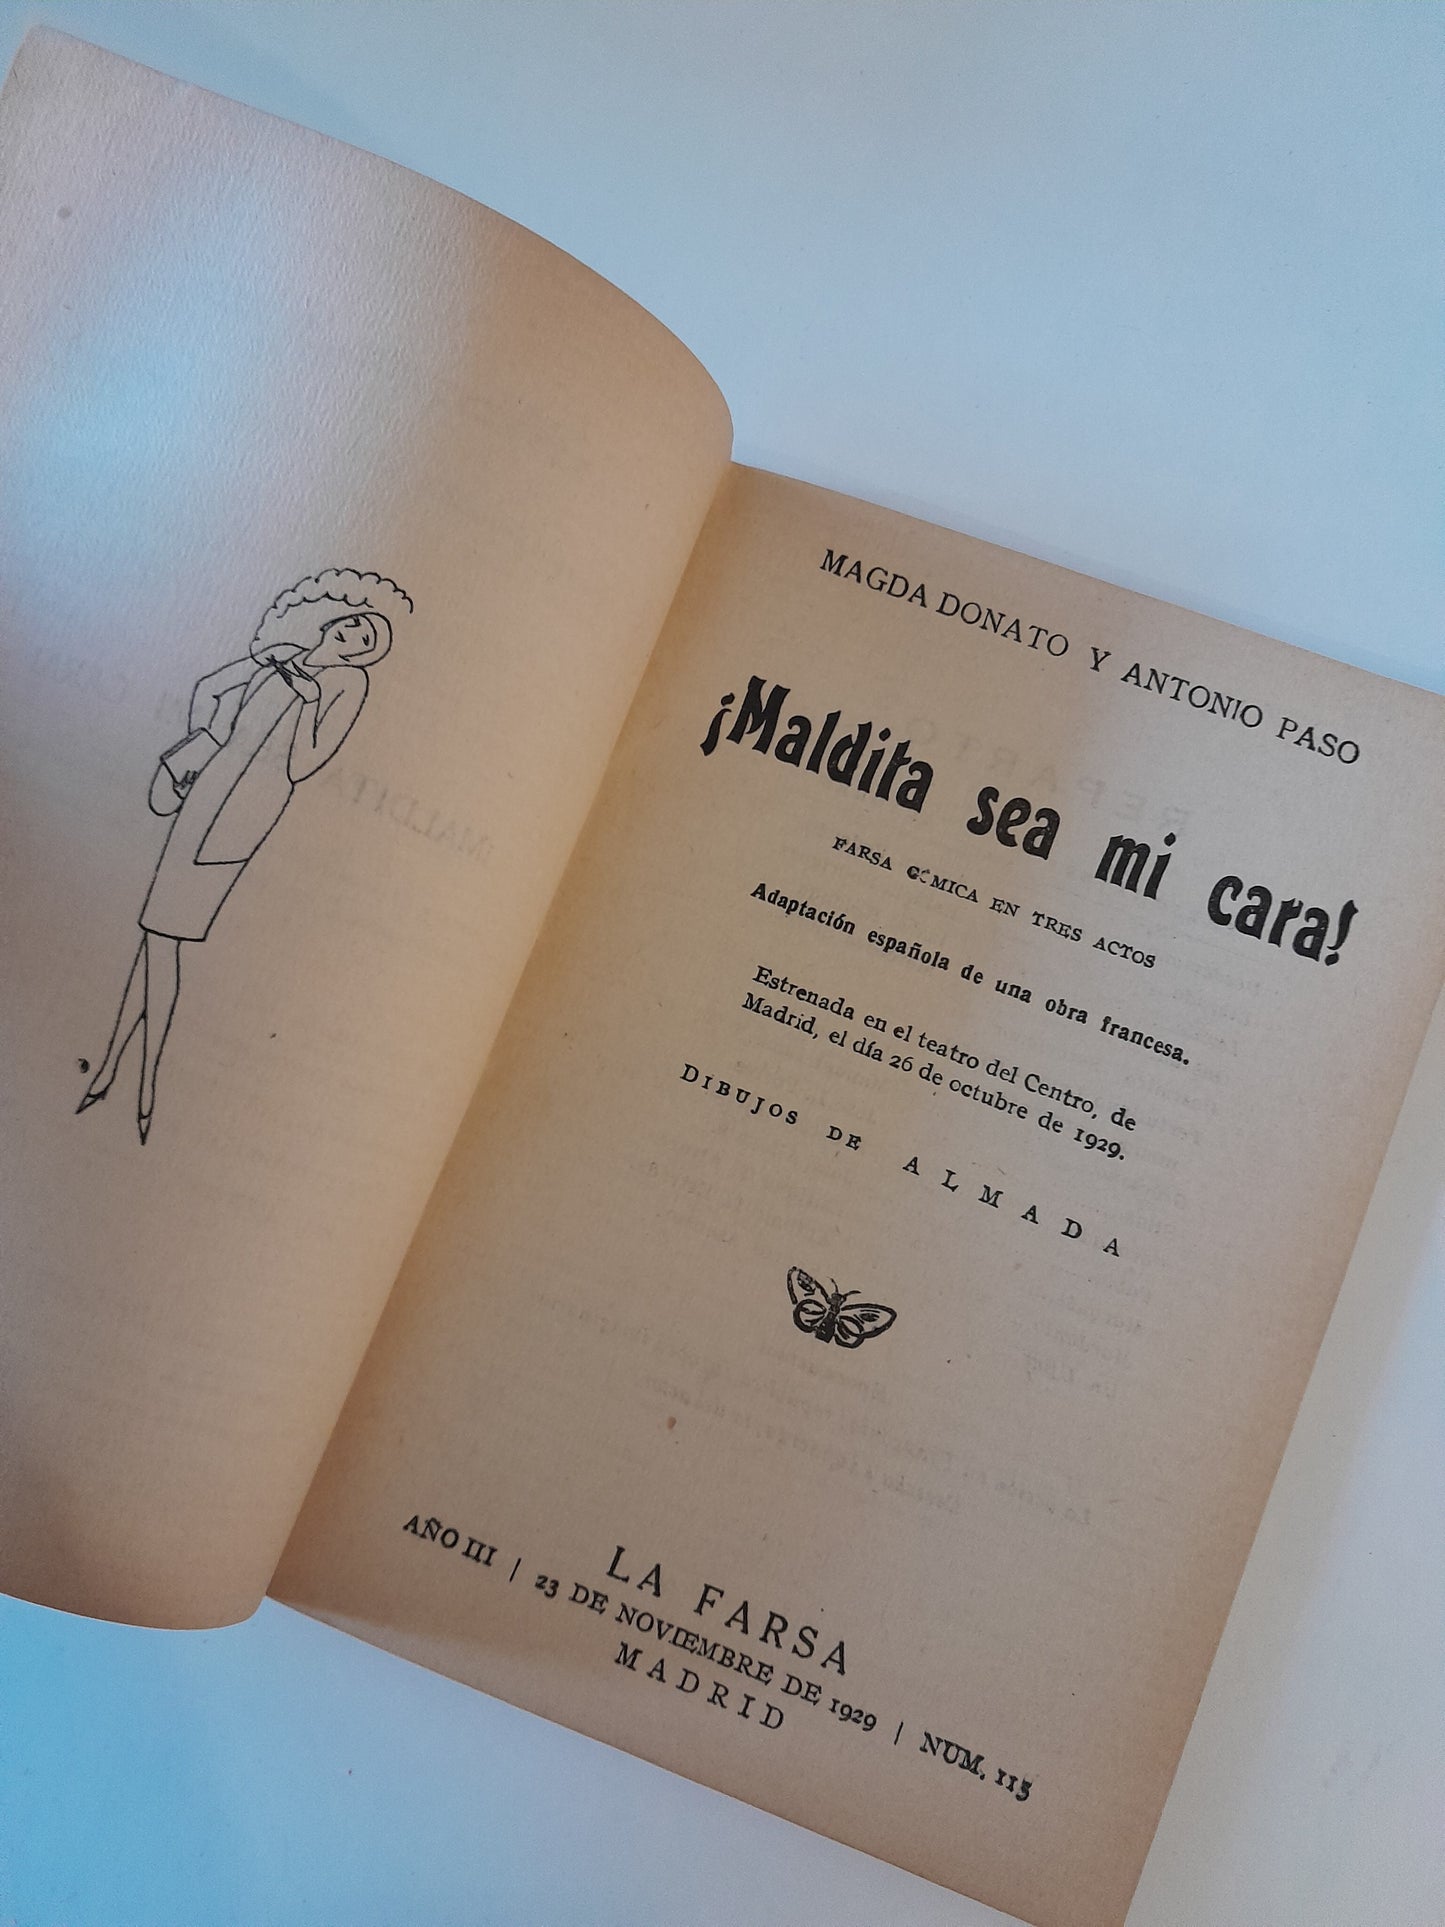 MAGDA DONATO Y ANTONIO PASO
¡Maldita sea mi cara!
FARSA CÓMICA EN TRES ACTOS
Adaptación española de una obra francesa.
Estrenada en el teatro del Centro, de
Madrid, el día 26 de octubre de 1929.
DIBUJOS DE ALMADA
LA FARSA
AÑO III | 23 DE NOVIEMBRE DE 1929 | NUM. 115
MADRID